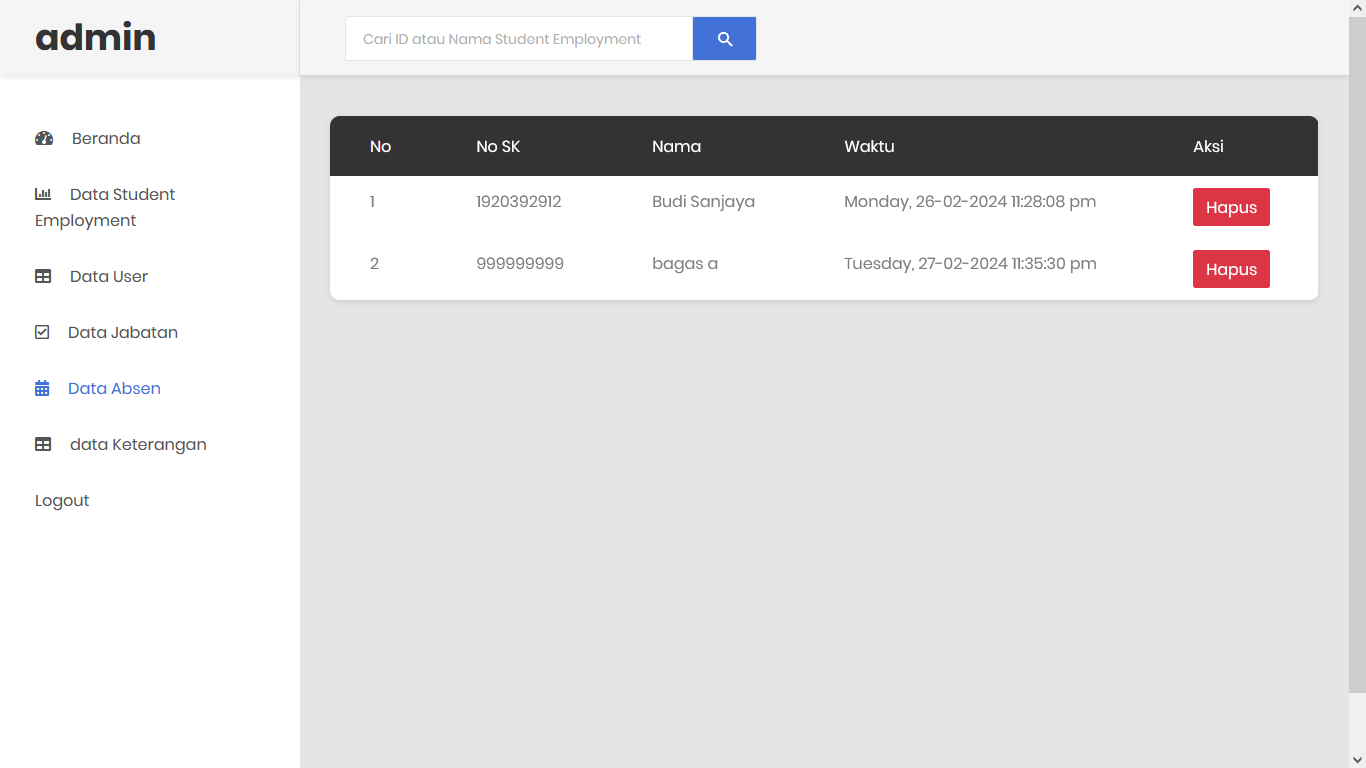 admin
Cari ID atau Nama Student Employment
Beranda
Data Student
Employment
Data User
Data Jabatan
Data Absen
data Keterangan
Logout
No No SK Nama Waktu Aksi
1 1920392912 Budi Sanjaya Monday, 26-02-2024 11:28:08 pm Hapus
2 999999999 bagas a Tuesday, 27-02-2024 11:35:30 pm Hapus